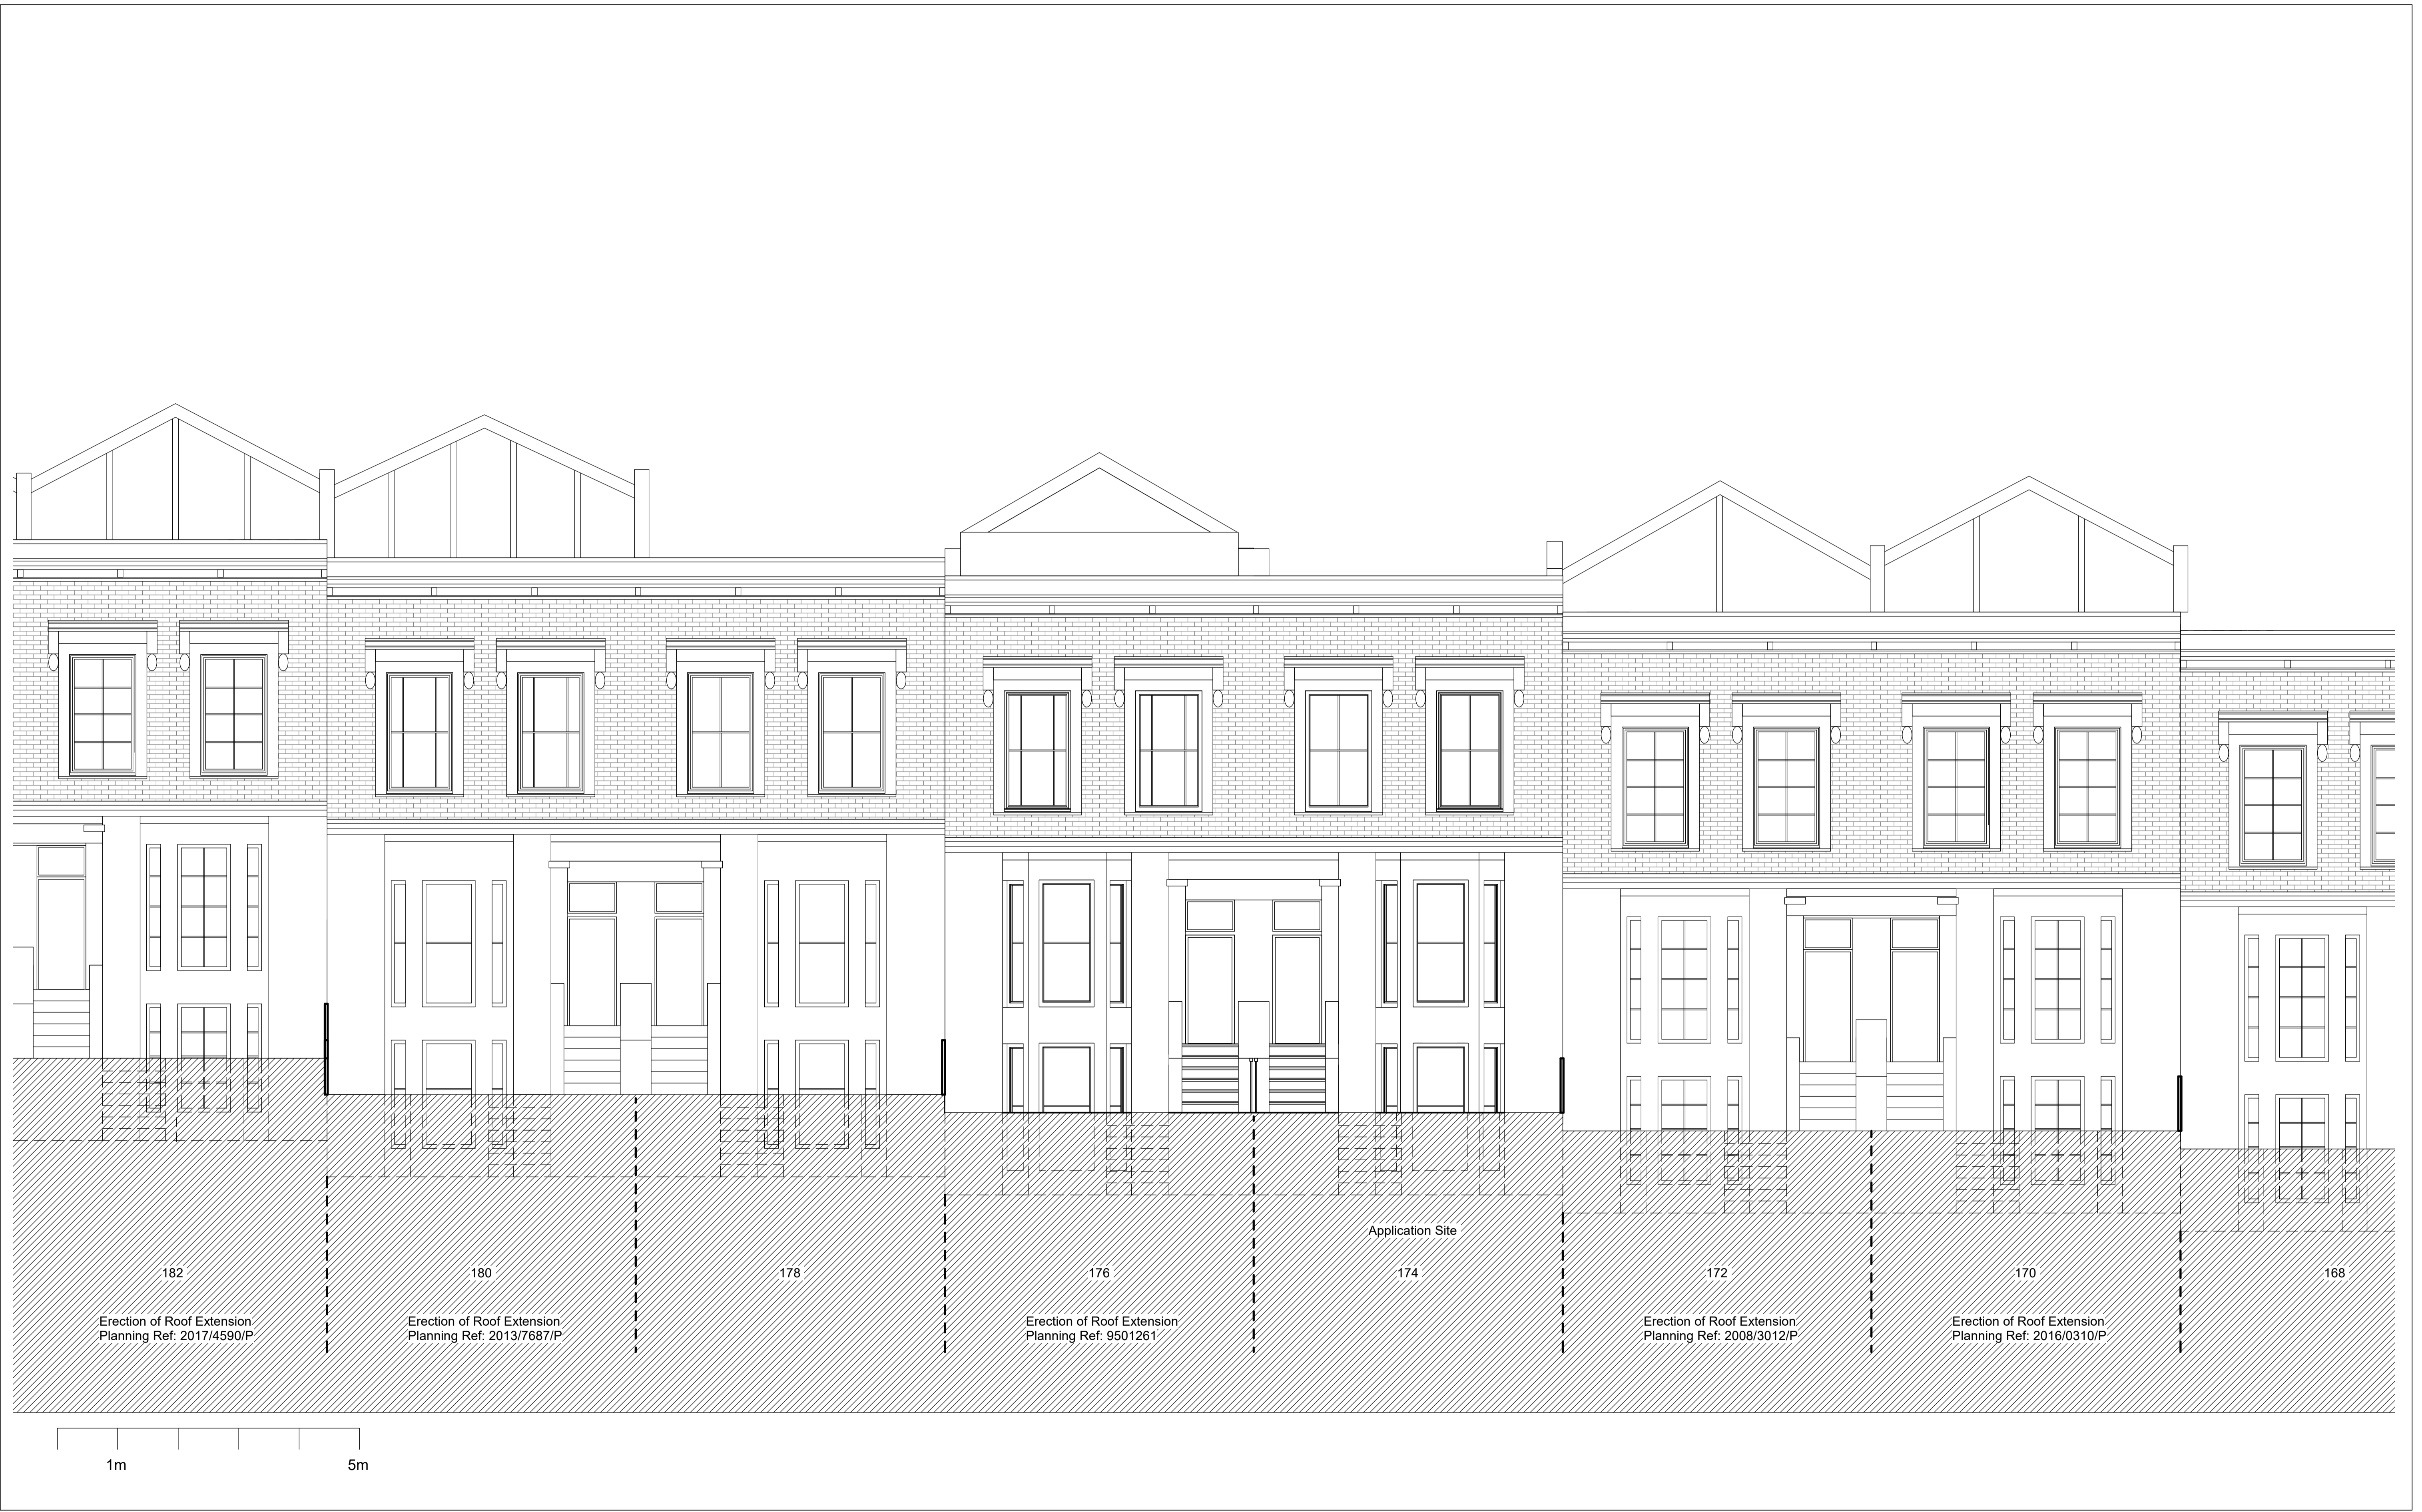 Application Site
182
180
178
176
174
172
170
168
Erection of Roof Extension
Planning Ref: 2017/4590/P
Erection of Roof Extension
Planning Ref: 2013/7687/P
Erection of Roof Extension
Planning Ref: 9501261
Erection of Roof Extension
Planning Ref: 2008/3012/P
Erection of Roof Extension
Planning Ref: 2016/0310/P
1m
5m